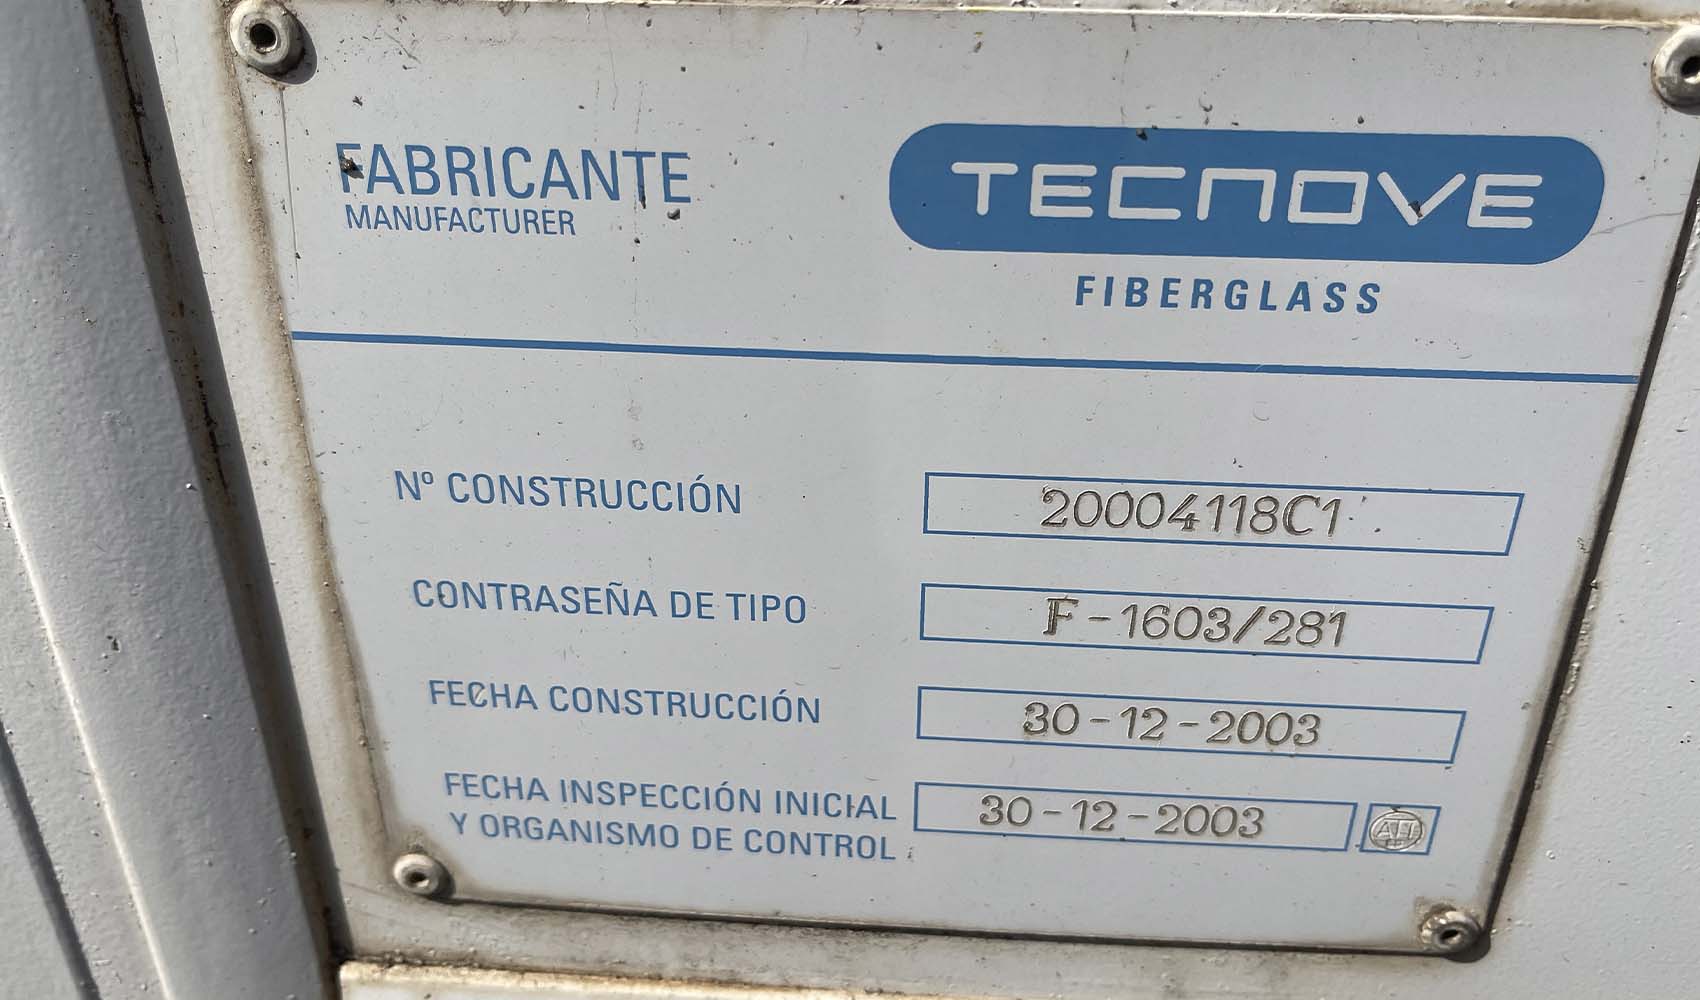 FABRICANTE
MANUFACTURER
TECNOVE
FIBERGLASS
Nº CONSTRUCCIÓN 20004118C1
CONTRASEÑA DE TIPO F-1603/281
FECHA CONSTRUCCIÓN 30-12-2003
FECHA INSPECCIÓN INICIAL 30-12-2003
Y ORGANISMO DE CONTROL